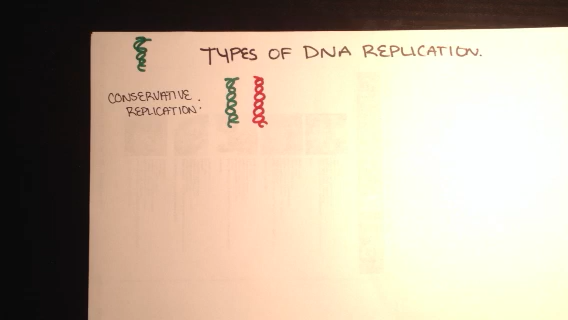 TYPES OF DNA REPLICATION.
CONSERVATIVE.
REPLICATION.